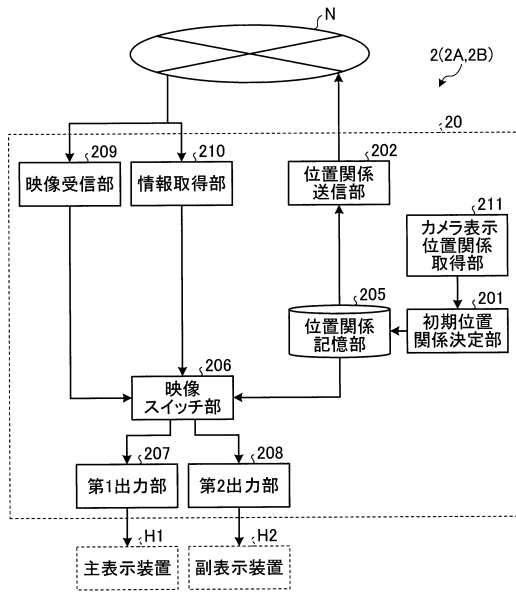 N
2(2A,2B)
20
209
映像受信部
210
情報取得部
202
位置関係
送信部
211
カメラ表示
位置関係
取得部
205
位置関係
記憶部
201
初期位置
関係決定部
206
映像
スイッチ部
207
第1出力部
208
第2出力部
H1
主表示装置
H2
副表示装置